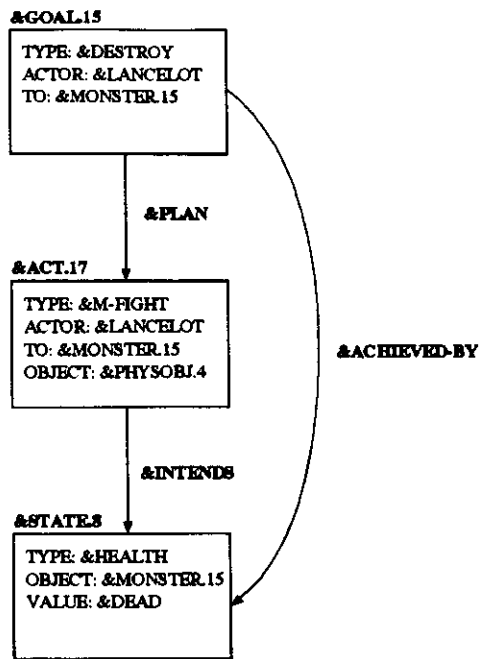 &GOAL.15
TYPE: &DESTROY
ACTOR: &LANCELOT
TO: &MONSTER.15
&PLAN
&ACT.17
TYPE: &M-FIGHT
ACTOR: &LANCELOT
TO: &MONSTER.15
OBJECT: &PHYSOBJ.4
&ACHIEVED-BY
&INTENDS
&STATE.8
TYPE: &HEALTH
OBJECT: &MONSTER.15
VALUE: &DEAD